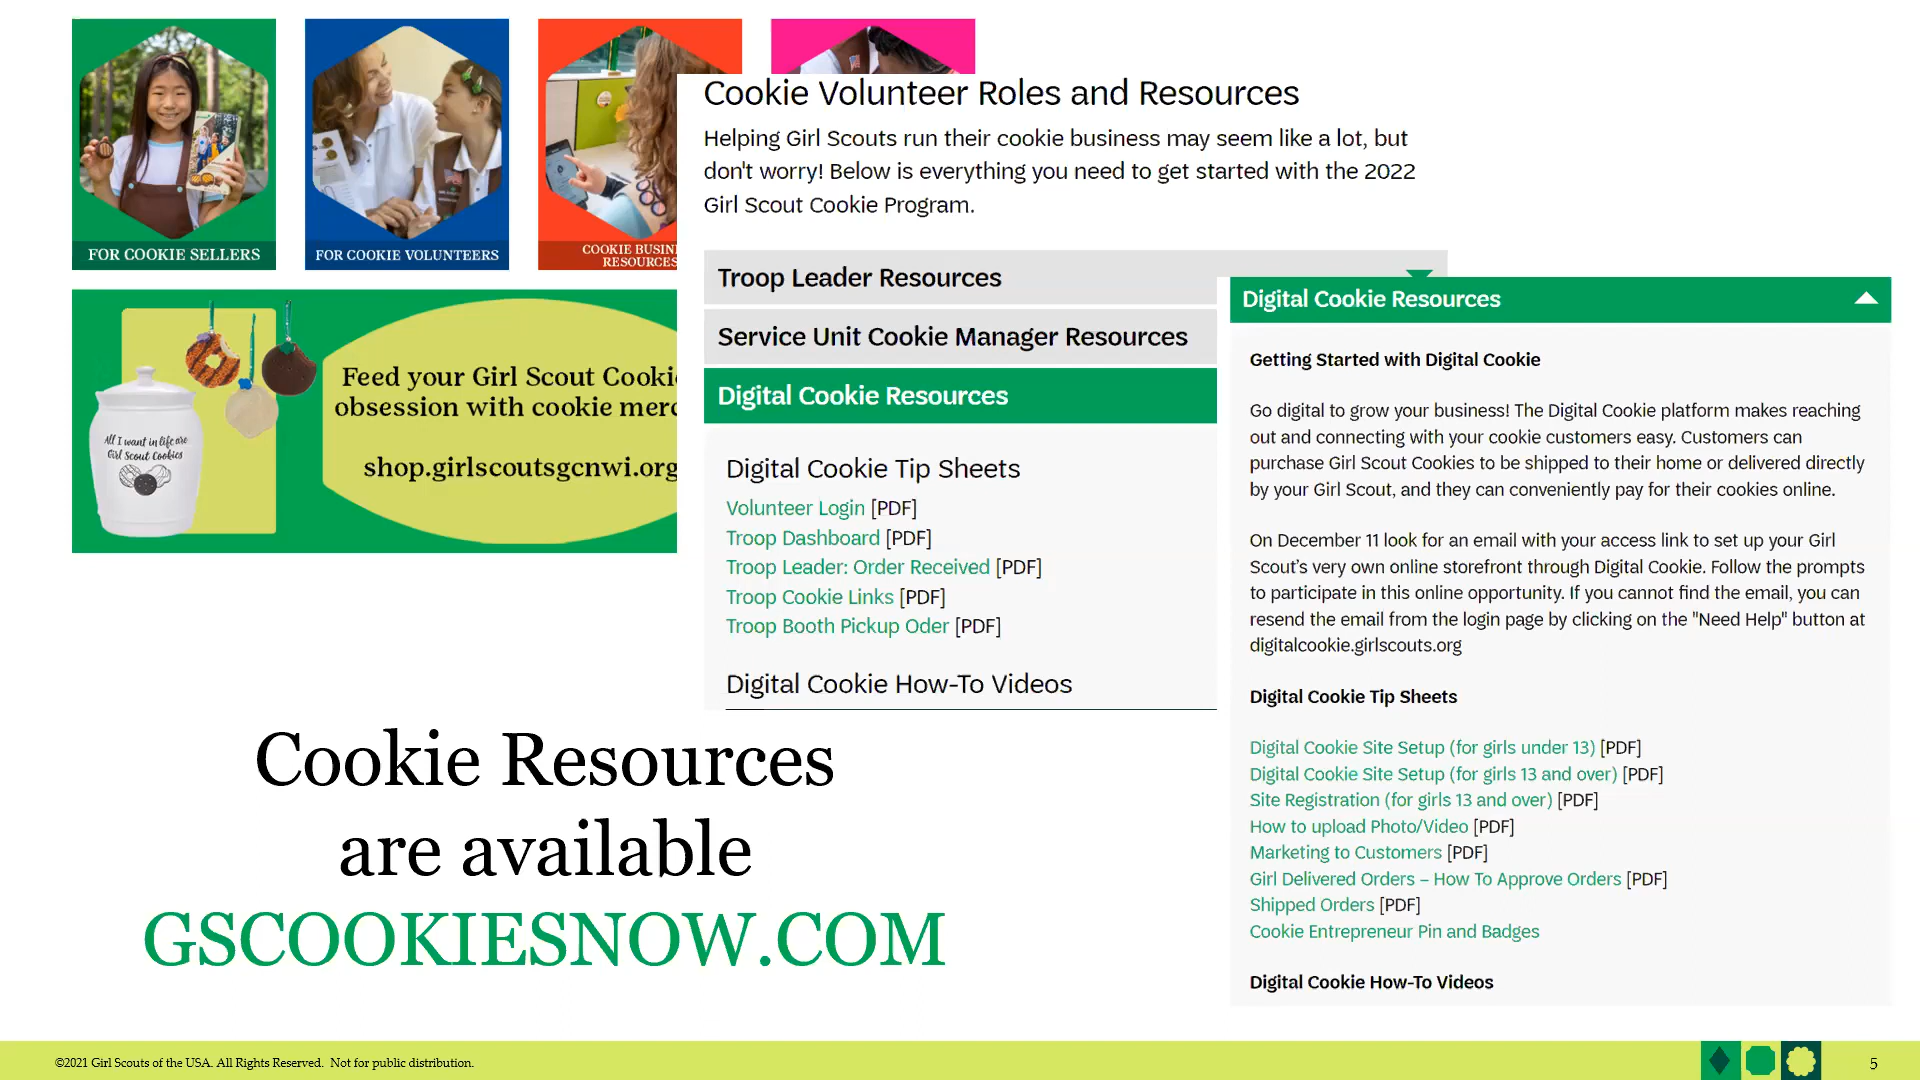 FOR COOKIE SELLERS
FOR COOKIE VOLUNTEERS
COOKIE BUSIN
RESOURCES
Feed your Girl Scout Cooki
obsession with cookie merc
shop.girlscoutsgcnwi.org
All I want in life are
Girl Scout Cookies
Cookie Volunteer Roles and Resources
Helping Girl Scouts run their cookie business may seem like a lot, but
don't worry! Below is everything you need to get started with the 2022
Girl Scout Cookie Program.
Troop Leader Resources
Service Unit Cookie Manager Resources
Digital Cookie Resources
Digital Cookie Tip Sheets
Volunteer Login [PDF]
Troop Dashboard [PDF]
Troop Leader: Order Received [PDF]
Troop Cookie Links [PDF]
Troop Booth Pickup Oder [PDF]
Digital Cookie How-To Videos
Digital Cookie Resources
Getting Started with Digital Cookie
Go digital to grow your business! The Digital Cookie platform makes reaching
out and connecting with your cookie customers easy. Customers can
purchase Girl Scout Cookies to be shipped to their home or delivered directly
by your Girl Scout, and they can conveniently pay for their cookies online.
On December 11 look for an email with your access link to set up your Girl
Scout's very own online storefront through Digital Cookie. Follow the prompts
to participate in this online opportunity. If you cannot find the email, you can
resend the email from the login page by clicking on the "Need Help" button at
digitalcookie.girlscouts.org
Digital Cookie Tip Sheets
Digital Cookie Site Setup (for girls under 13) [PDF]
Digital Cookie Site Setup (for girls 13 and over) [PDF]
Site Registration (for girls 13 and over) [PDF]
How to upload Photo/Video [PDF]
Marketing to Customers [PDF]
Girl Delivered Orders – How To Approve Orders [PDF]
Shipped Orders [PDF]
Cookie Entrepreneur Pin and Badges
Digital Cookie How-To Videos
Cookie Resources
are available
GSCOOKIESNOW.COM
©2021 Girl Scouts of the USA. All Rights Reserved. Not for public distribution.
5